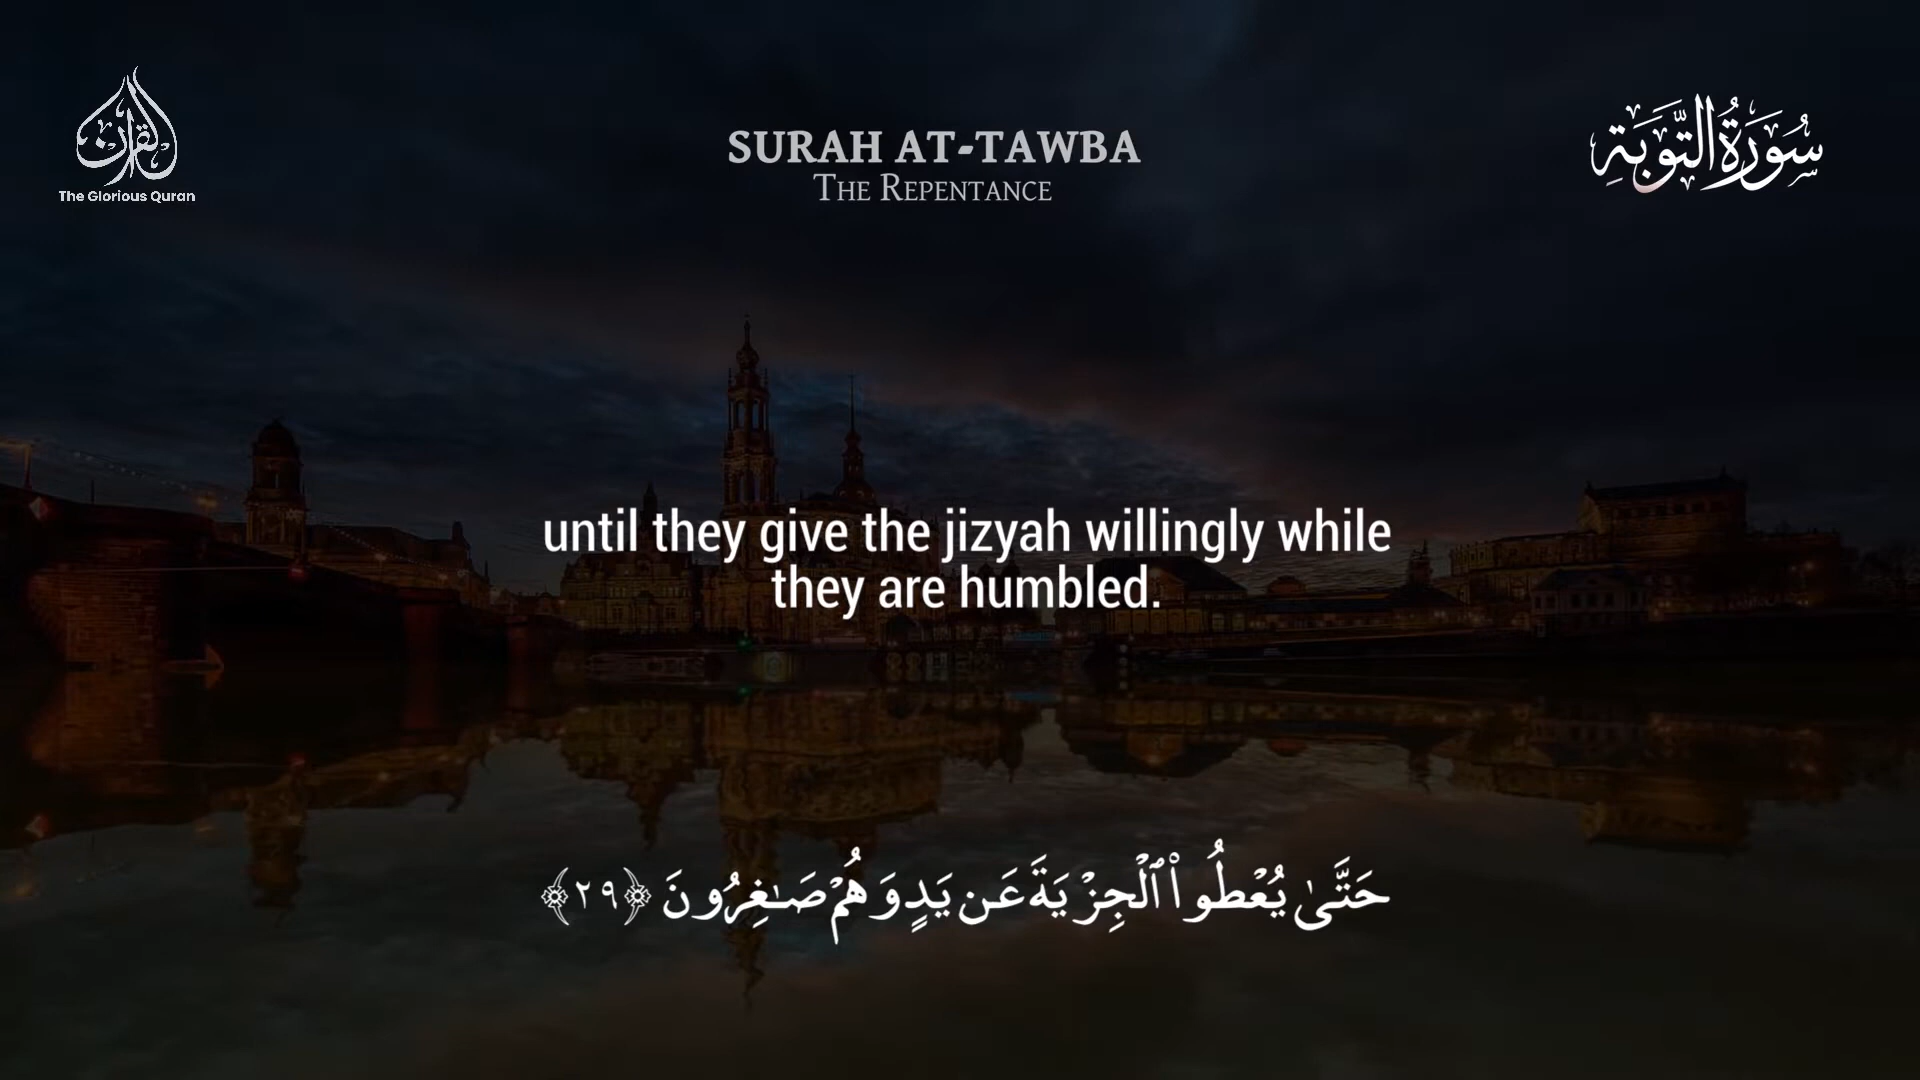 القرآن
The Glorious Quran
SURAH AT-TAWBA
THE REPENTANCE
سُورَةُ التَّوْبَةِ
until they give the jizyah willingly while
they are humbled.
حَتَّىٰ يُعْطُوا۟ ٱلْجِزْيَةَ عَن يَدٍ وَهُمْ صَـٰغِرُونَ ﴿٢٩﴾